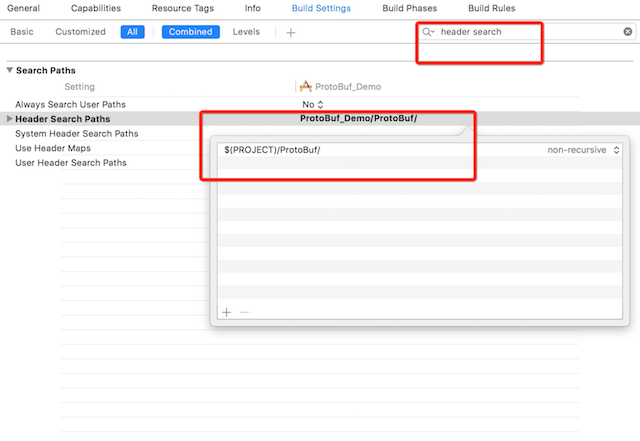 General Capabilities Resource Tags Info Build Settings Build Phases Build Rules
Basic Customized All Combined Levels + header search
Search Paths
Setting ProtoBuf_Demo
Always Search User Paths No
Header Search Paths ProtoBuf_Demo/ProtoBuf/
System Header Search Paths
$(PROJECT)/ProtoBuf/ non-recursive
Use Header Maps
User Header Search Paths